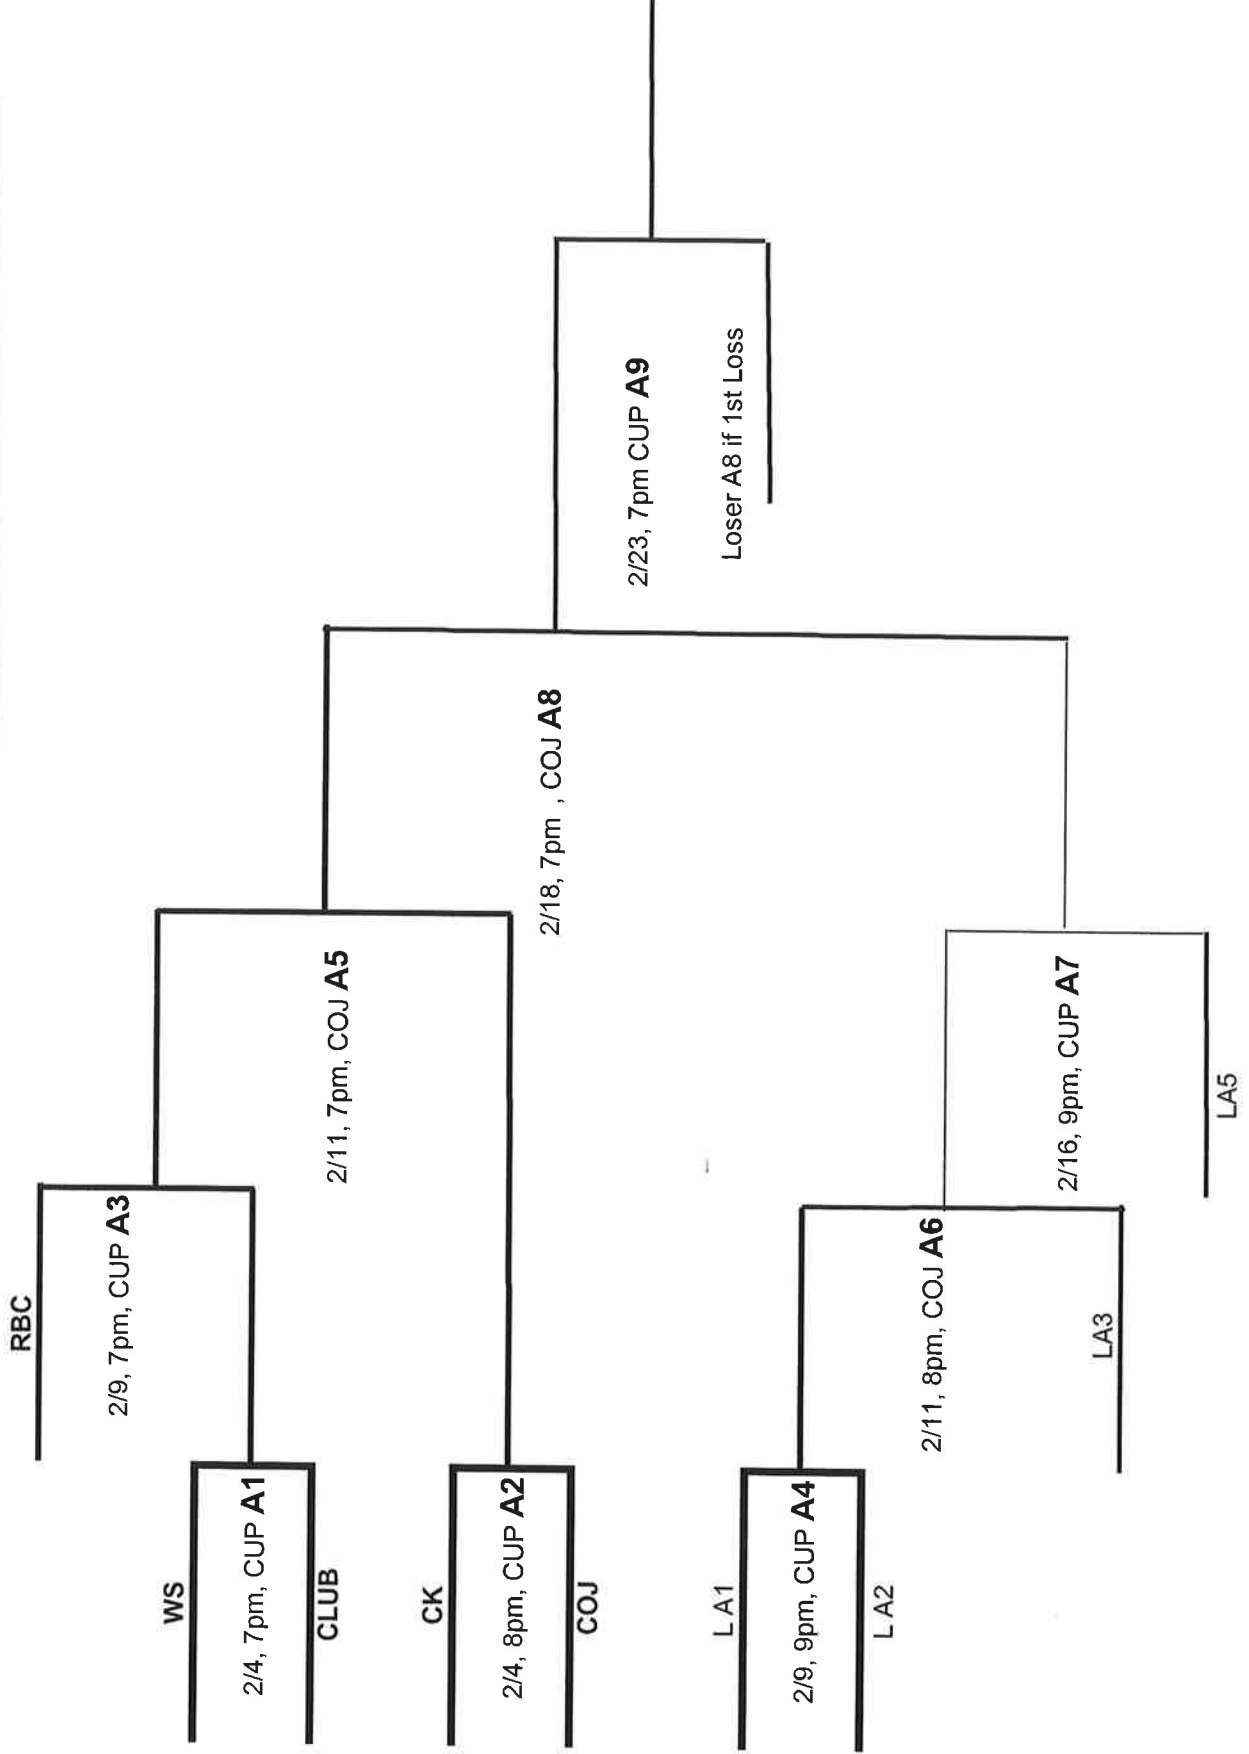 RBC
2/9, 7pm, CUP A3
WS
2/4, 7pm, CUP A1
CLUB
2/11, 7pm, COJ A5
CK
2/4, 8pm, CUP A2
COJ
2/18, 7pm , COJ A8
2/23, 7pm CUP A9
Loser A8 if 1st Loss
L A1
2/9, 9pm, CUP A4
L A2
2/11, 8pm, COJ A6
LA3
2/16, 9pm, CUP A7
LA5